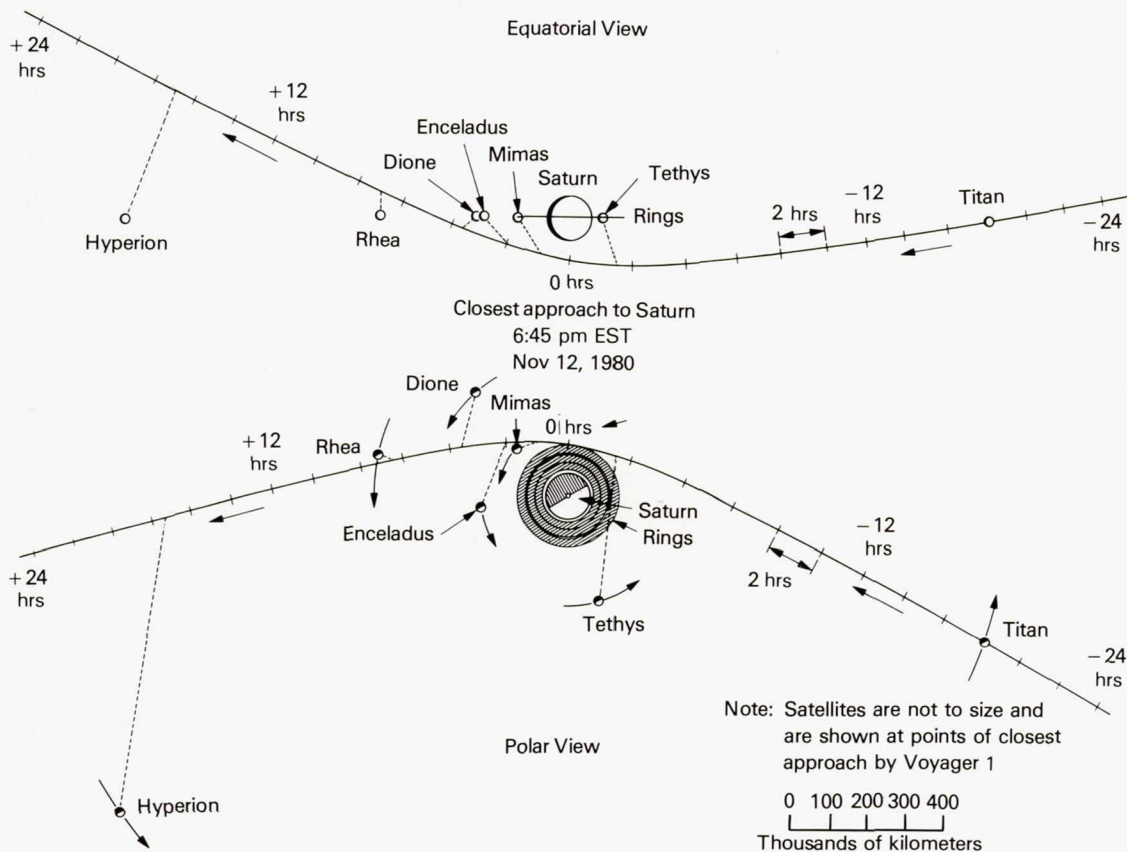 Equatorial View
+ 24
hrs
+ 12
hrs
Enceladus
Dione
Mimas
Saturn
Tethys
Rings
Hyperion
Rhea
2 hrs
− 12
hrs
Titan
− 24
hrs
0 hrs
Closest approach to Saturn
6:45 pm EST
Nov 12, 1980
Dione
Mimas
0 hrs
Rhea
+ 12
hrs
Enceladus
Saturn
Rings
− 12
hrs
2 hrs
+ 24
hrs
Tethys
Titan
− 24
hrs
Note: Satellites are not to size and
are shown at points of closest
approach by Voyager 1
Polar View
Hyperion
0 100 200 300 400
Thousands of kilometers